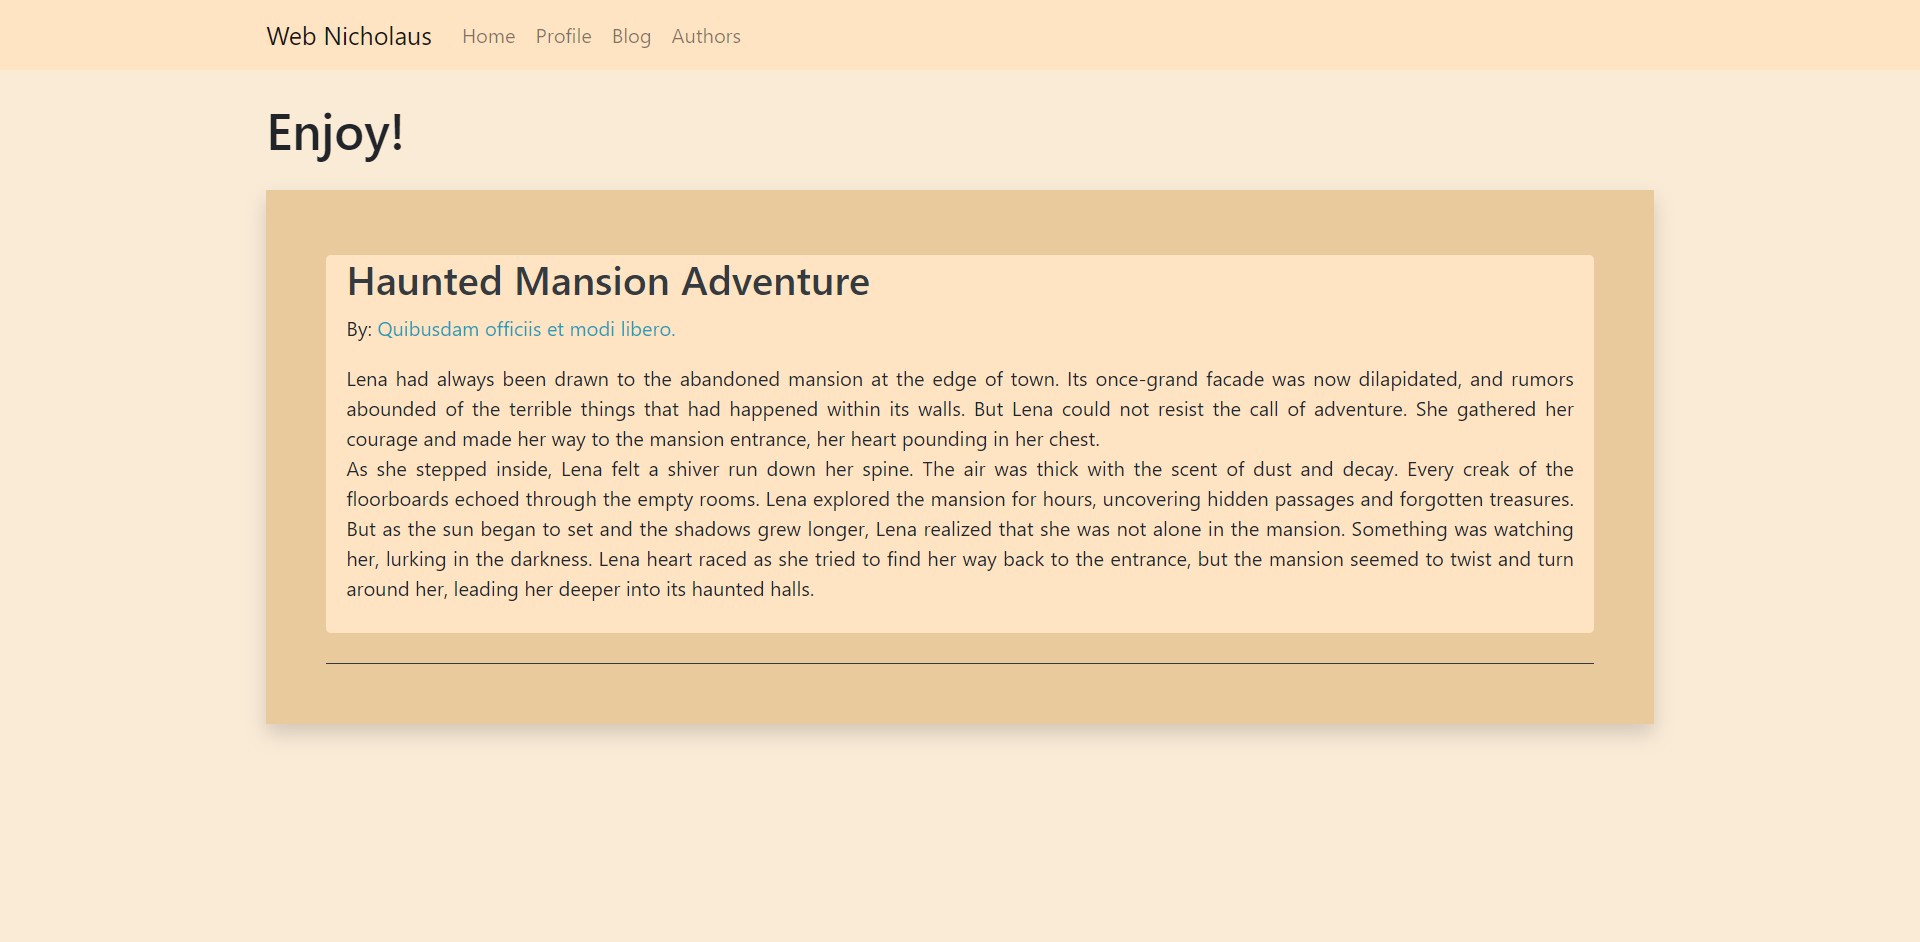 Web Nicholaus Home Profile Blog Authors
Enjoy!
Haunted Mansion Adventure
By: Quibusdam officiis et modi libero.
Lena had always been drawn to the abandoned mansion at the edge of town. Its once-grand facade was now dilapidated, and rumors
abounded of the terrible things that had happened within its walls. But Lena could not resist the call of adventure. She gathered her
courage and made her way to the mansion entrance, her heart pounding in her chest.
As she stepped inside, Lena felt a shiver run down her spine. The air was thick with the scent of dust and decay. Every creak of the
floorboards echoed through the empty rooms. Lena explored the mansion for hours, uncovering hidden passages and forgotten treasures.
But as the sun began to set and the shadows grew longer, Lena realized that she was not alone in the mansion. Something was watching
her, lurking in the darkness. Lena heart raced as she tried to find her way back to the entrance, but the mansion seemed to twist and turn
around her, leading her deeper into its haunted halls.